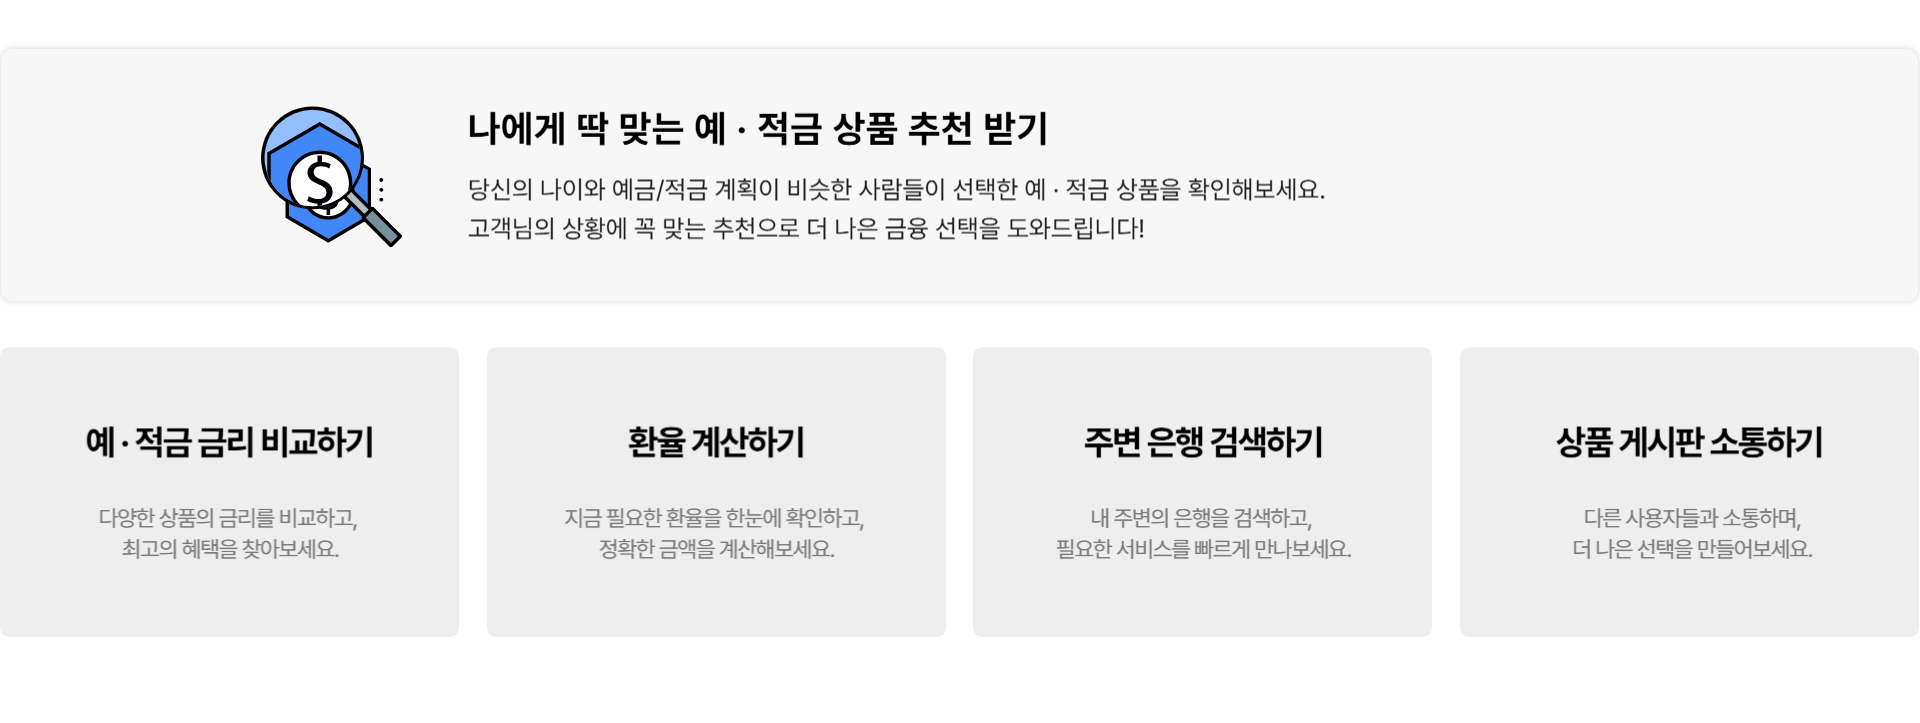 나에게 딱 맞는 예 · 적금 상품 추천 받기
당신의 나이와 예금/적금 계획이 비슷한 사람들이 선택한 예 · 적금 상품을 확인해보세요.
고객님의 상황에 꼭 맞는 추천으로 더 나은 금융 선택을 도와드립니다!
$
예 · 적금 금리 비교하기
다양한 상품의 금리를 비교하고,
최고의 혜택을 찾아보세요.
환율 계산하기
지금 필요한 환율을 한눈에 확인하고,
정확한 금액을 계산해보세요.
주변 은행 검색하기
내 주변의 은행을 검색하고,
필요한 서비스를 빠르게 만나보세요.
상품 게시판 소통하기
다른 사용자들과 소통하며,
더 나은 선택을 만들어보세요.